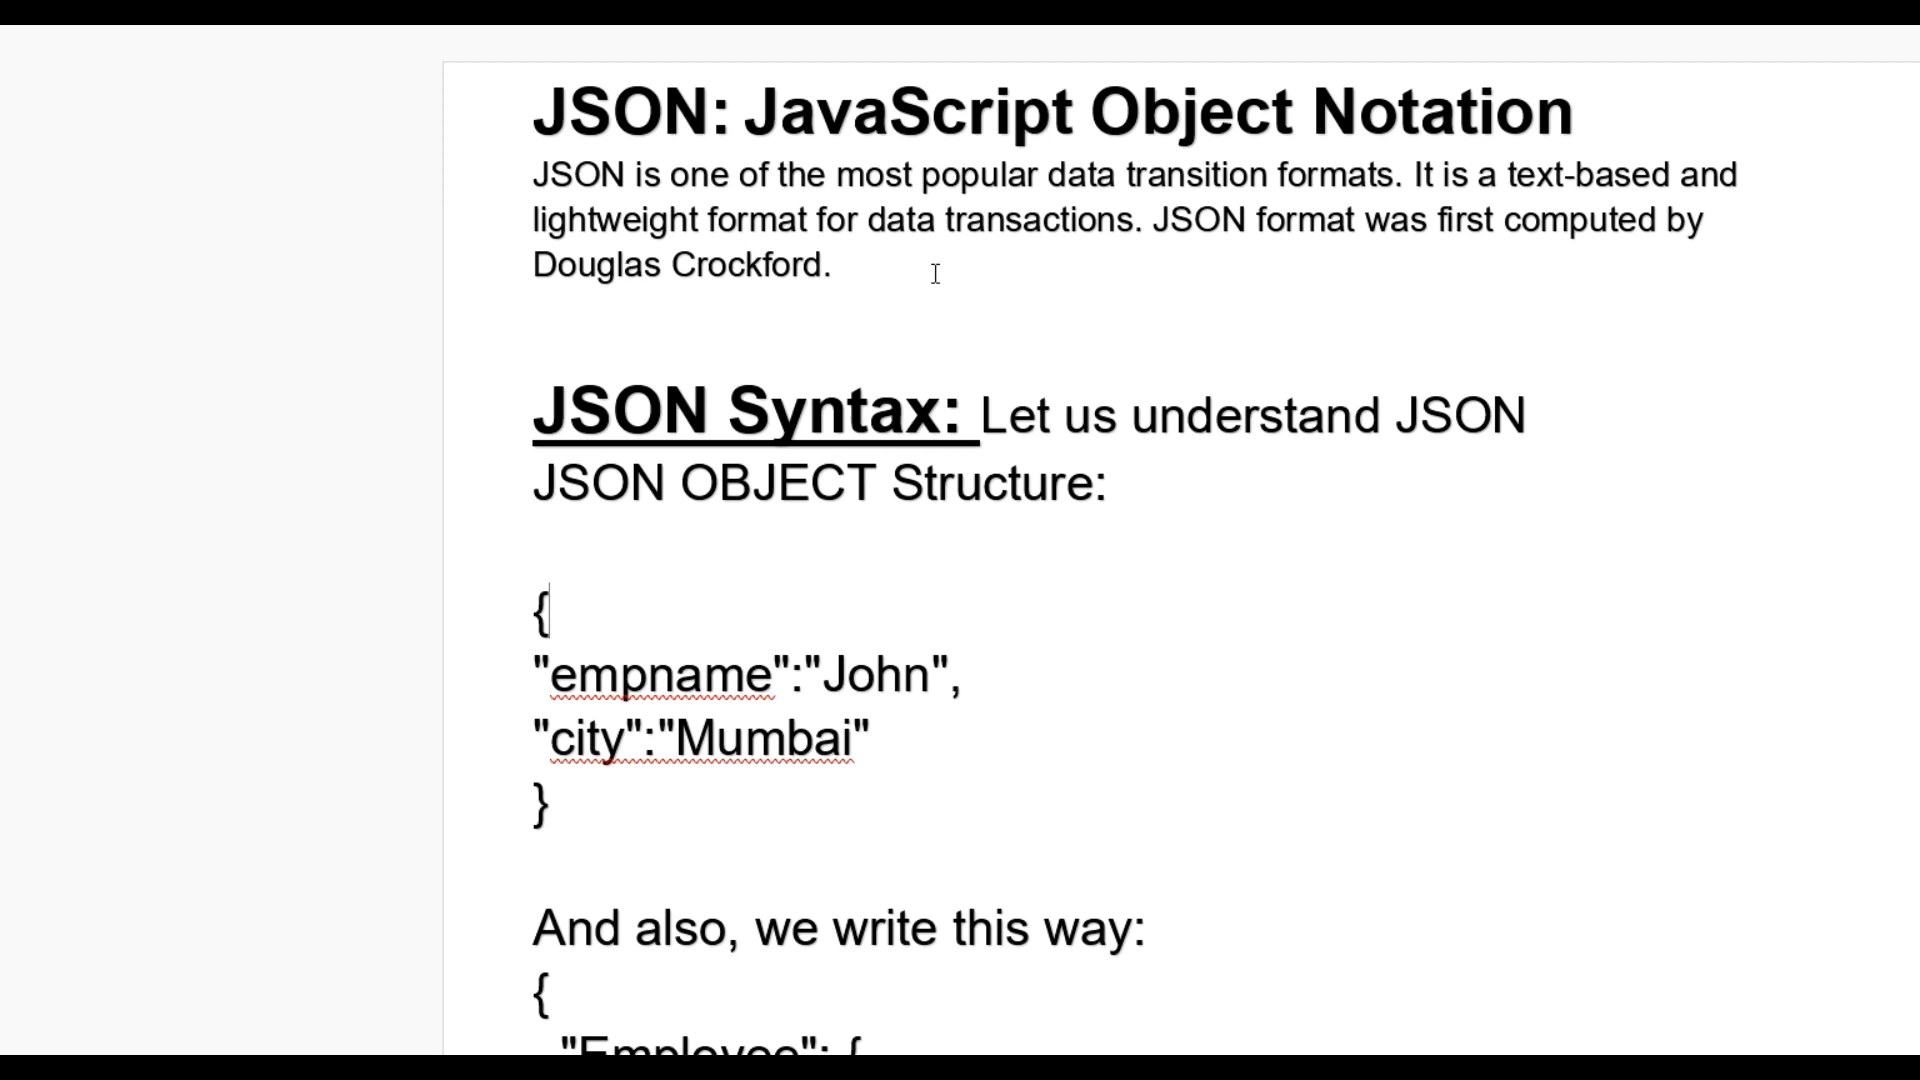 JSON: JavaScript Object Notation
JSON is one of the most popular data transition formats. It is a text-based and
lightweight format for data transactions. JSON format was first computed by
Douglas Crockford.
JSON Syntax: Let us understand JSON
JSON OBJECT Structure:
{
"empname":"John",
"city":"Mumbai"
}
And also, we write this way:
{
"Employee": {